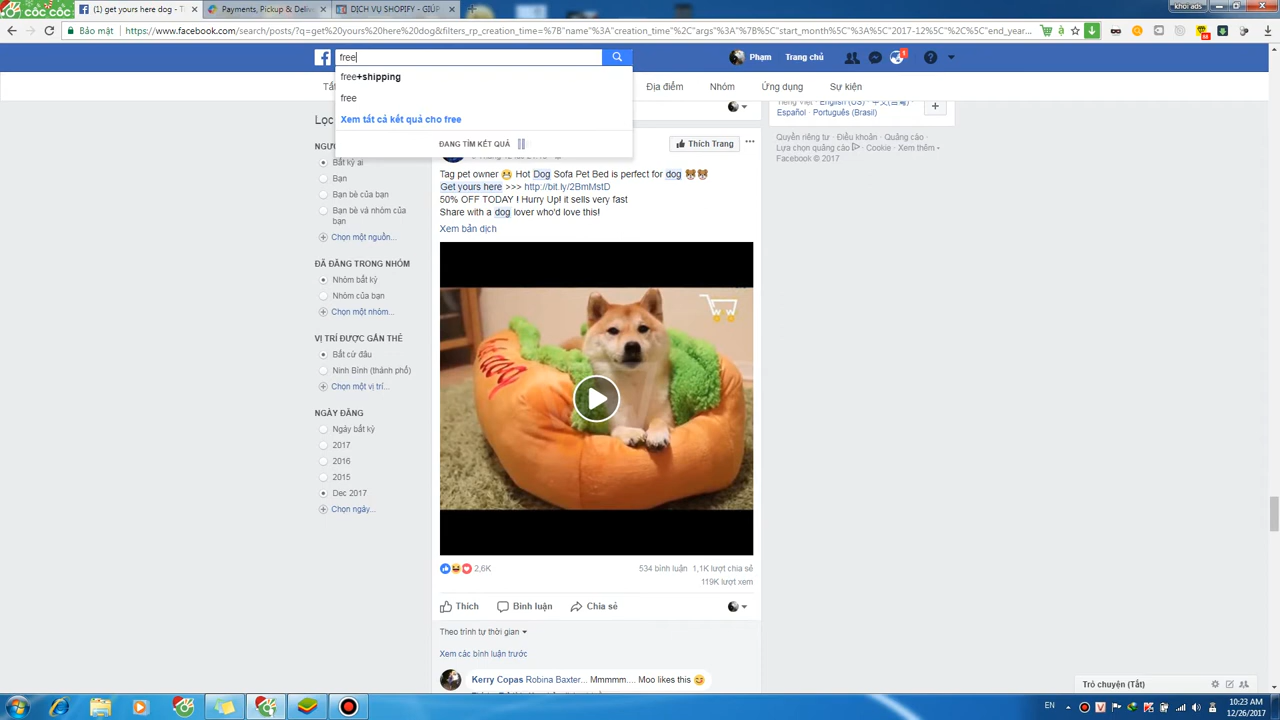 cốc cốc
(1) get yours here dog - T
Payments, Pickup & Deliv
DỊCH VỤ SHOPIFY - GIÚP
khoi ads
Bảo mật
https://www.facebook.com/search/posts/?q=get%20yours%20here%20dog&filters_rp_creation_time=%7B"name"%3A"creation_time"%2C"args"%3A"%7B%5C"start_month%5C"%3A%5C"2017-12%5C"%2C%5C"end_year...
free
Phạm
Trang chủ
1
free+shipping
free
Xem tất cả kết quả cho free
ĐANG TÌM KẾT QUẢ
Địa điểm
Nhóm
Ứng dụng
Sự kiện
Bất kỳ ai
Bạn
Bạn bè của bạn
Bạn bè và nhóm của
bạn
Chọn một nguồn...
ĐÃ ĐĂNG TRONG NHÓM
Nhóm bất kỳ
Nhóm của bạn
Chọn một nhóm...
VỊ TRÍ ĐƯỢC GẮN THẺ
Bất cứ đâu
Ninh Bình (thành phố)
Chọn một vị trí...
NGÀY ĐĂNG
Ngày bất kỳ
2017
2016
2015
Dec 2017
Chọn ngày...
Thích Trang
Tag pet owner Hot Dog Sofa Pet Bed is perfect for dog
Get yours here >>> http://bit.ly/2BmMstD
50% OFF TODAY ! Hurry Up! it sells very fast
Share with a dog lover who'd love this!
Xem bản dịch
2,6K
534 bình luận 1,1K lượt chia sẻ
119K lượt xem
Thích
Bình luận
Chia sẻ
Theo trình tự thời gian
Xem các bình luận trước
Kerry Copas Robina Baxter... Mmmmm.... Moo likes this
Español · Português (Brasil)
Quyền riêng tư · Điều khoản · Quảng cáo ·
Lựa chọn quảng cáo · Cookie · Xem thêm
Facebook © 2017
Trò chuyện (Tắt)
EN
10:23 AM
12/26/2017